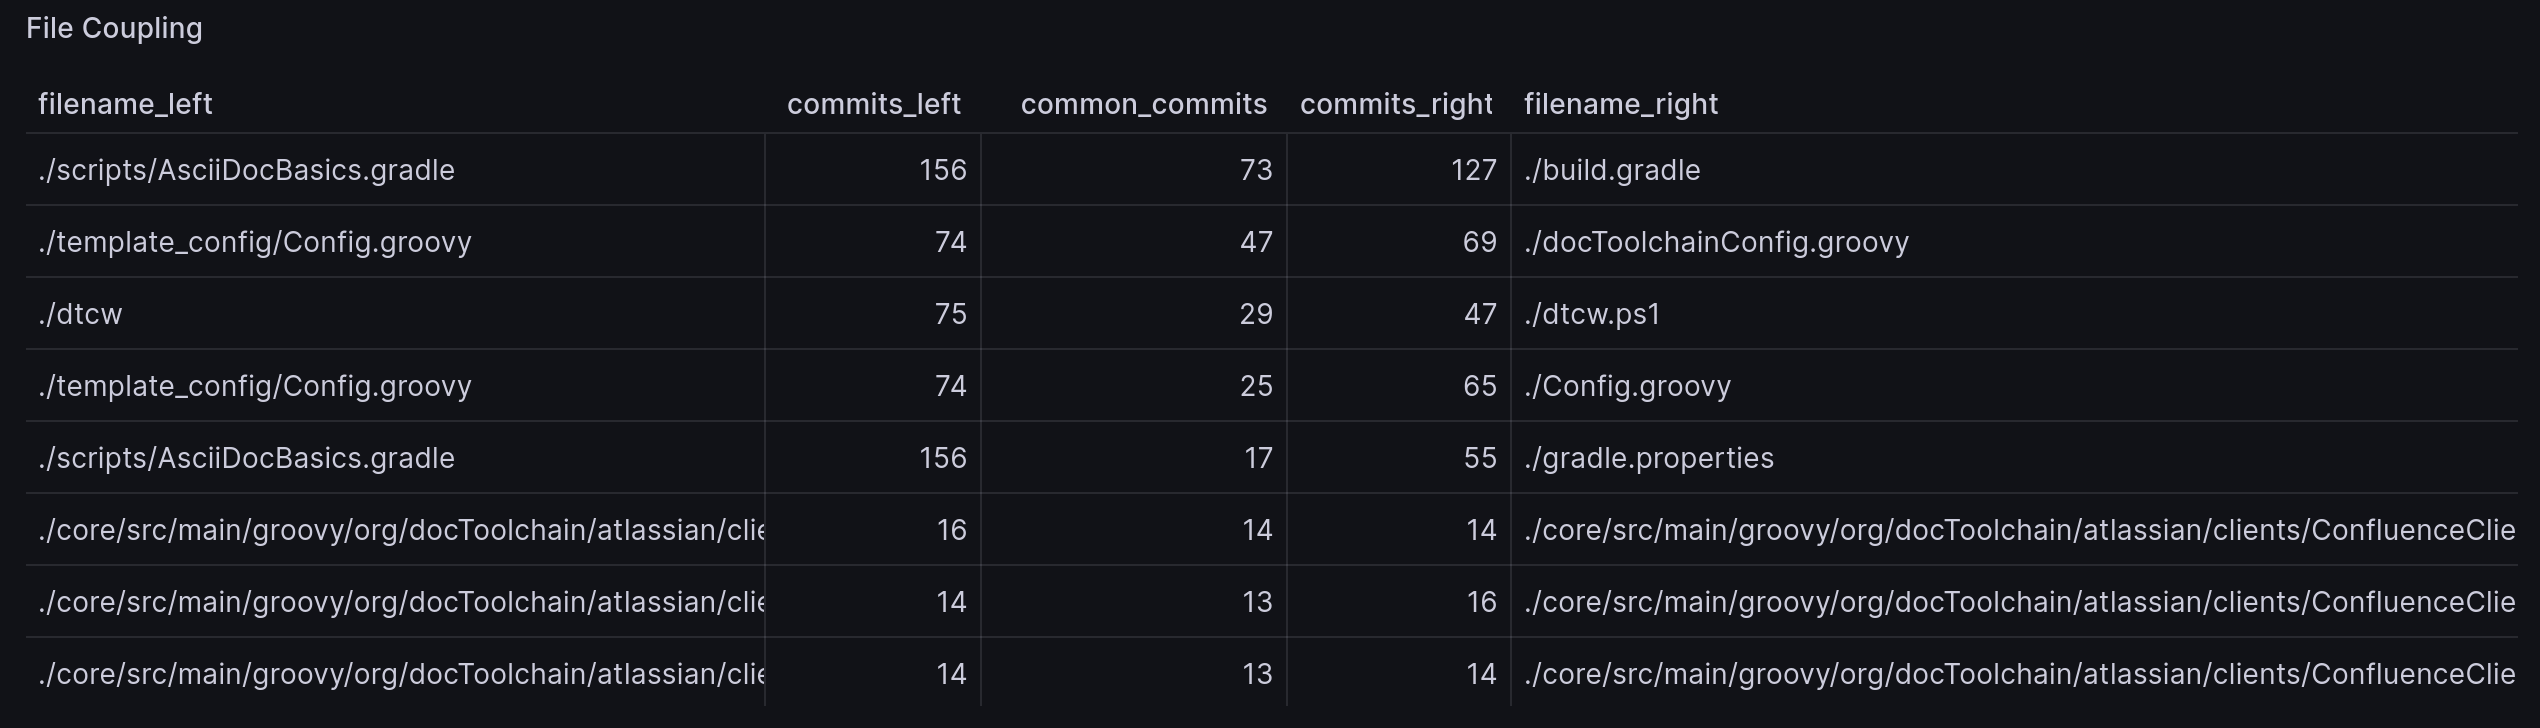 File Coupling
filename_left commits_left common_commits commits_right filename_right
./scripts/AsciiDocBasics.gradle 156 73 127 ./build.gradle
./template_config/Config.groovy 74 47 69 ./docToolchainConfig.groovy
./dtcw 75 29 47 ./dtcw.ps1
./template_config/Config.groovy 74 25 65 ./Config.groovy
./scripts/AsciiDocBasics.gradle 156 17 55 ./gradle.properties
./core/src/main/groovy/org/docToolchain/atlassian/clie 16 14 14 ./core/src/main/groovy/org/docToolchain/atlassian/clients/ConfluenceClie
./core/src/main/groovy/org/docToolchain/atlassian/clie 14 13 16 ./core/src/main/groovy/org/docToolchain/atlassian/clients/ConfluenceClie
./core/src/main/groovy/org/docToolchain/atlassian/clie 14 13 14 ./core/src/main/groovy/org/docToolchain/atlassian/clients/ConfluenceClie